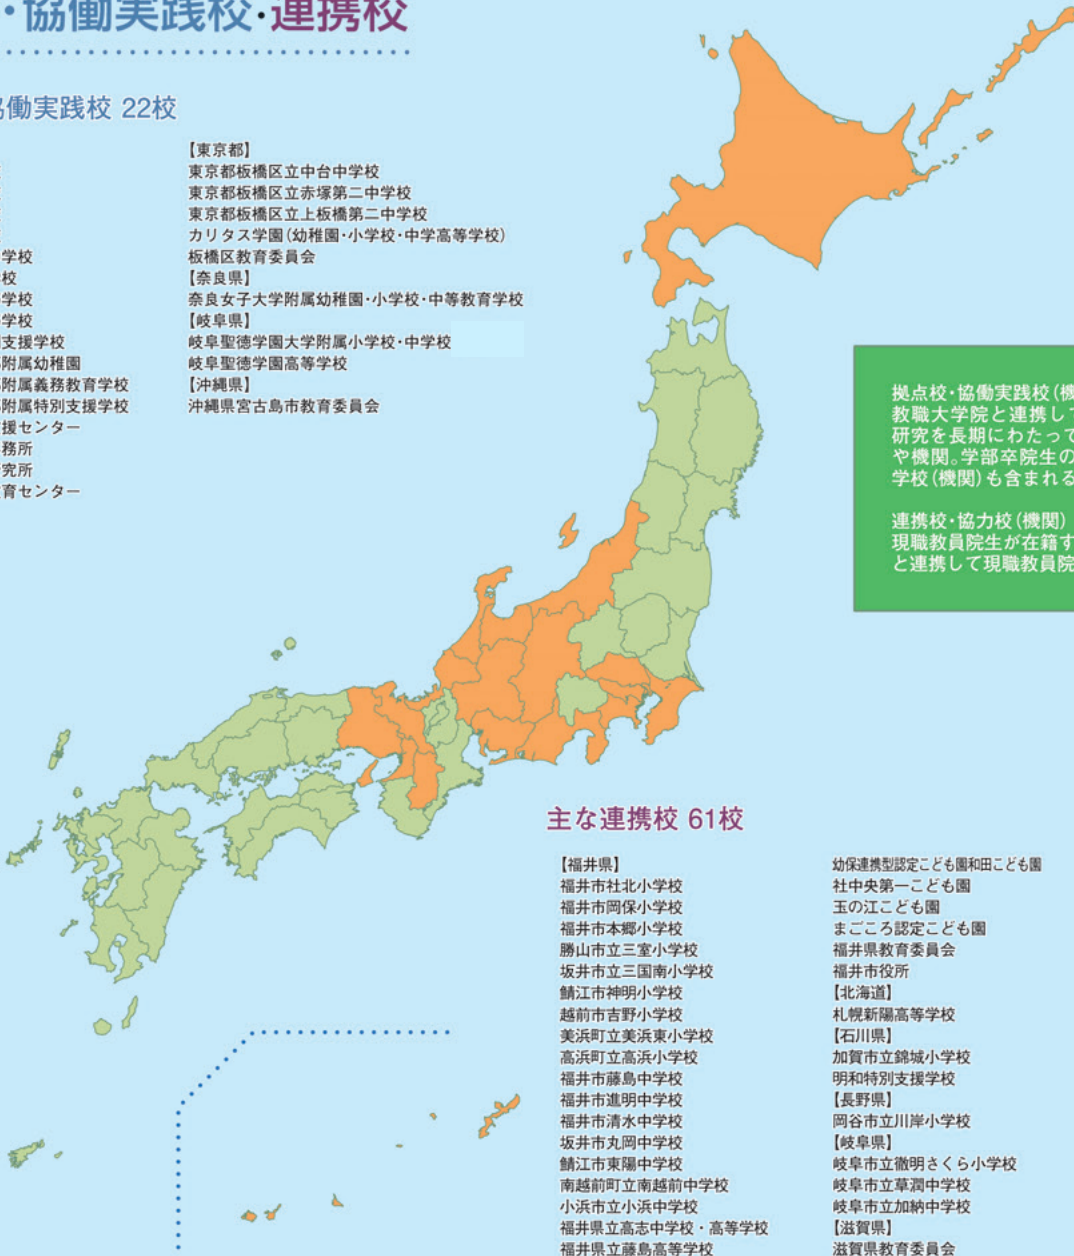 ・協働実践校・連携校
協働実践校 22校
学校
校
学校
学校
支援学校
附属幼稚園
附属義務教育学校
附属特別支援学校
援センター
務所
究所
育センター
【東京都】
東京都板橋区立中台中学校
東京都板橋区立赤塚第二中学校
東京都板橋区立上板橋第二中学校
カリタス学園(幼稚園・小学校・中学高等学校)
板橋区教育委員会
【奈良県】
奈良女子大学附属幼稚園・小学校・中等教育学校
【岐阜県】
岐阜聖徳学園大学附属小学校・中学校
岐阜聖徳学園高等学校
【沖縄県】
沖縄県宮古島市教育委員会
拠点校・協働実践校(機
教職大学院と連携して
研究を長期にわたって
や機関。学部卒院生の
学校(機関)も含まれる
連携校・協力校(機関)
現職教員院生が在籍す
と連携して現職教員院
主な連携校 61校
【福井県】
福井市社北小学校
福井市岡保小学校
福井市本郷小学校
勝山市立三室小学校
坂井市立三国南小学校
鯖江市神明小学校
越前市吉野小学校
美浜町立美浜東小学校
高浜町立高浜小学校
福井市藤島中学校
福井市進明中学校
福井市清水中学校
坂井市丸岡中学校
鯖江市東陽中学校
南越前町立南越前中学校
小浜市立小浜中学校
福井県立高志中学校・高等学校
福井県立藤島高等学校
幼保連携型認定こども園和田こども園
社中央第一こども園
玉の江こども園
まごころ認定こども園
福井県教育委員会
福井市役所
【北海道】
札幌新陽高等学校
【石川県】
加賀市立錦城小学校
明和特別支援学校
【長野県】
岡谷市立川岸小学校
【岐阜県】
岐阜市立徹明さくら小学校
岐阜市立草潤中学校
岐阜市立加納中学校
【滋賀県】
滋賀県教育委員会